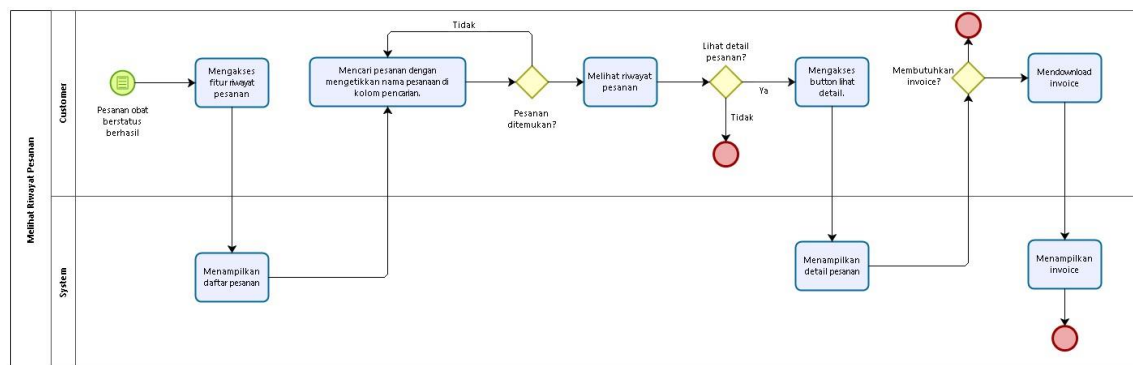 Melihat Riwayat Pesanan
Customer
System
Pesanan obat
berstatus
berhasil
Mengakses
fitur riwayat
pesanan
Menampilkan
daftar pesanan
Tidak
Mencari pesanan dengan
mengetikkan nama pesanaan di
kolom pencarian.
Pesanan
ditemukan?
Melihat riwayat
pesanan
Lihat detail
pesanan?
Ya
Tidak
Mengakses
button lihat
detail.
Menampilkan
detail pesanan
Membutuhkan
invoice?
Mendownload
invoice
Menampilkan
invoice